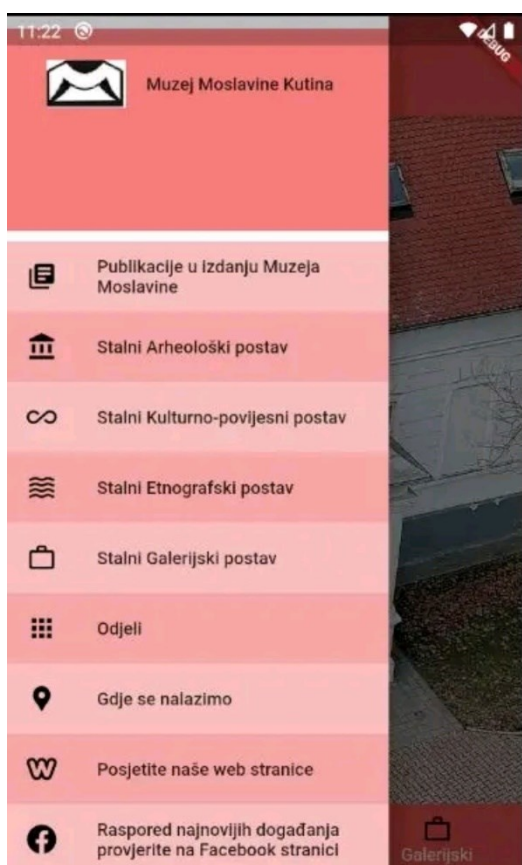 11:22
DEBUG
Muzej Moslavine Kutina
Publikacije u izdanju Muzeja
Moslavine
Stalni Arheološki postav
Stalni Kulturno-povijesni postav
Stalni Etnografski postav
Stalni Galerijski postav
Odjeli
Gdje se nalazimo
Posjetite naše web stranice
Raspored najnovijih događanja
provjerite na Facebook stranici
Galerijski